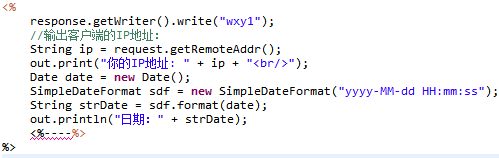 <%
response.getWriter().write("wxy1");
//输出客户端的IP地址:
String ip = request.getRemoteAddr();
out.print("你的IP地址: " + ip + "<br/>");
Date date = new Date();
SimpleDateFormat sdf = new SimpleDateFormat("yyyy-MM-dd HH:mm:ss");
String strDate = sdf.format(date);
out.println("日期: " + strDate);
<%----%>
%>